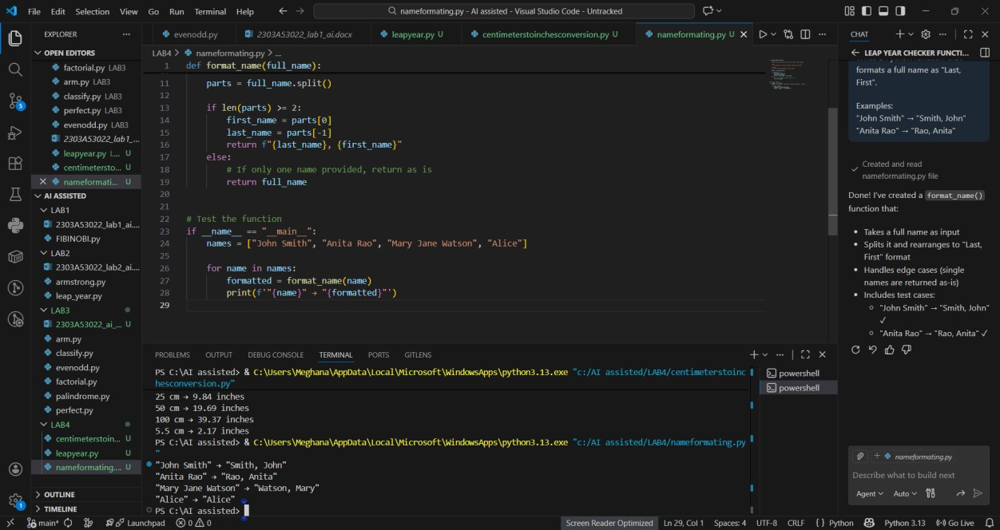 File Edit Selection View Go Run Terminal Help
nameformating.py - AI assisted - Visual Studio Code - Untracked
EXPLORER
OPEN EDITORS
factorial.py LAB3
arm.py LAB3
classify.py LAB3
perfect.py LAB3
evenodd.py LAB3
2303A53022_lab1_...
leapyear.py L... U
centimetersto... U
nameformati... U
AI ASSISTED
LAB1
2303A53022_lab1_ai....
FIBINOBI.py
LAB2
2303A53022_lab2_ai....
armstrong.py
leap_year.py
LAB3
2303A53022_ai_... U
arm.py
classify.py
evenodd.py
factorial.py
palindrome.py
perfect.py
LAB4
centimetersstoin... U
leapyear.py U
nameformating.... U
OUTLINE
TIMELINE
5
1
evenodd.py
2303A53022_lab1_ai.docx
leapyear.py U
centimeterstoinchesconversion.py U
nameformating.py U
LAB4 > nameformating.py > ...
1 def format_name(full_name):
11 parts = full_name.split()
12
13 if len(parts) >= 2:
14 first_name = parts[0]
15 last_name = parts[-1]
16 return f"{last_name}, {first_name}"
17 else:
18 # If only one name provided, return as is
19 return full_name
20
21
22 # Test the function
23 if __name__ == "__main__":
24 names = ["John Smith", "Anita Rao", "Mary Jane Watson", "Alice"]
25
26 for name in names:
27 formatted = format_name(name)
28 print(f'"{name}" → "{formatted}"')
29
PROBLEMS OUTPUT DEBUG CONSOLE TERMINAL PORTS GITLENS
PS C:\AI assisted> & C:\Users\Meghana\AppData\Local\Microsoft\WindowsApps\python3.13.exe "c:/AI assisted/LAB4/centimeterstoinc
hesconversion.py"
25 cm → 9.84 inches
50 cm → 19.69 inches
100 cm → 39.37 inches
5.5 cm → 2.17 inches
PS C:\AI assisted> & C:\Users\Meghana\AppData\Local\Microsoft\WindowsApps\python3.13.exe "c:/AI assisted/LAB4/nameformating.py
"
"John Smith" → "Smith, John"
"Anita Rao" → "Rao, Anita"
"Mary Jane Watson" → "Watson, Mary"
"Alice" → "Alice"
PS C:\AI assisted>
powershell
powershell
CHAT
LEAP YEAR CHECKER FUNCTI...
formats a full name as "Last,
First".
Examples:
"John Smith" → "Smith, John"
"Anita Rao" → "Rao, Anita"
Created and read
nameformating.py file
Done! I've created a format_name()
function that:
• Takes a full name as input
• Splits it and rearranges to "Last,
First" format
• Handles edge cases (single
names are returned as-is)
• Includes test cases:
○ "John Smith" → "Smith, John"
✓
○ "Anita Rao" → "Rao, Anita" ✓
nameformating.py
Describe what to build next
Agent Auto
main* Launchpad 0 0 Screen Reader Optimized Ln 29, Col 1 Spaces: 4 UTF-8 CRLF { } Python Python 3.13 Go Live